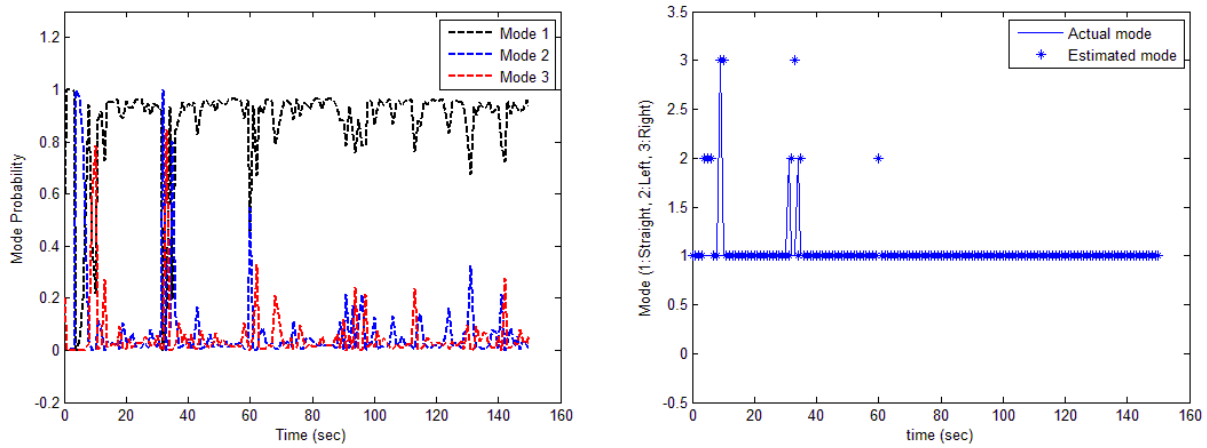 1.2
1
0.8
0.6
0.4
0.2
0
-0.2
Mode Probability
0 20 40 60 80 100 120 140 160
Time (sec)
Mode 1
Mode 2
Mode 3
3.5
3
2.5
2
1.5
1
0.5
0
-0.5
Mode (1:Straight, 2:Left, 3:Right)
0 20 40 60 80 100 120 140 160
time (sec)
Actual mode
Estimated mode